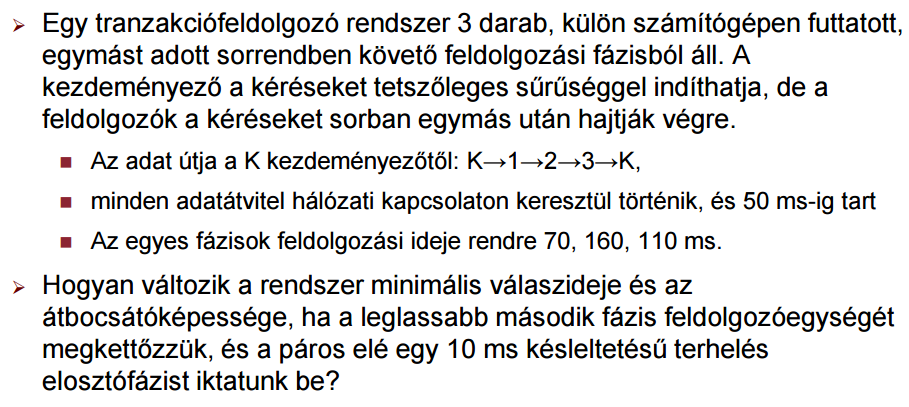 ➢ Egy tranzakciófeldolgozó rendszer 3 darab, külön számítógépen futtatott,
egymást adott sorrendben követő feldolgozási fázisból áll. A
kezdeményező a kéréseket tetszőleges sűrűséggel indíthatja, de a
feldolgozók a kéréseket sorban egymás után hajtják végre.
■ Az adat útja a K kezdeményezőtől: K→1→2→3→K,
■ minden adatátvitel hálózati kapcsolaton keresztül történik, és 50 ms-ig tart
■ Az egyes fázisok feldolgozási ideje rendre 70, 160, 110 ms.
➢ Hogyan változik a rendszer minimális válaszideje és az
átbocsátóképessége, ha a leglassabb második fázis feldolgozóegységét
megkettőzzük, és a páros elé egy 10 ms késleltetésű terhelés
elosztófázist iktatunk be?